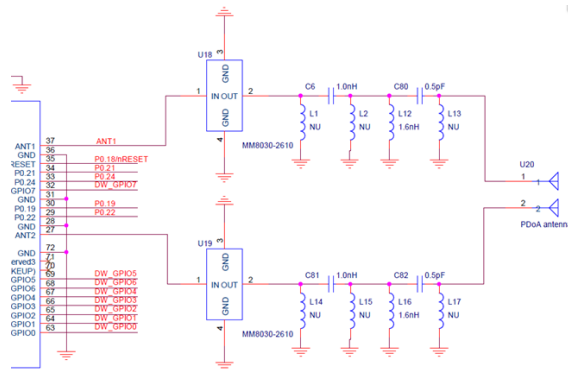 U18
3
GND
1
IN OUT
2
GND
4
MM8030-2610
C6
1.0nH
C80
0.5pF
L1
NU
L2
NU
L12
1.6nH
L13
NU
U20
1
1
2
2
PDoA antenn
ANT1
37
ANT1
GND
36
RESET
35
P0.18/nRESET
P0.21
34
P0.21
P0.24
33
P0.24
GPIO7
32
DW_GPIO7
GND
31
P0.19
30
P0.19
P0.22
29
P0.22
GND
28
ANT2
27
GND
72
erved3
71
KEUP)
70
GPIO5
69
DW_GPIO5
GPIO6
68
DW_GPIO6
GPIO4
67
DW_GPIO4
GPIO3
66
DW_GPIO3
GPIO2
65
DW_GPIO2
GPIO1
64
DW_GPIO1
GPIO0
63
DW_GPIO0
U19
3
GND
1
IN OUT
2
GND
4
MM8030-2610
C81
1.0nH
C82
0.5pF
L14
NU
L15
NU
L16
1.6nH
L17
NU